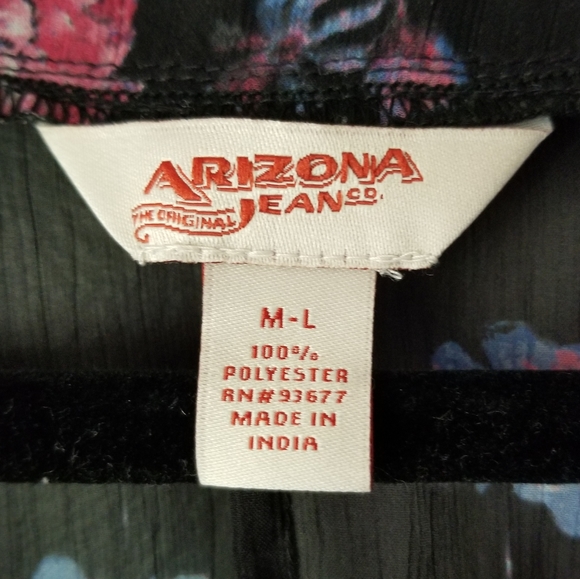 ARIZONA
JEAN CO.
THE ORIGINAL
M-L
100%
POLYESTER
RN#93677
MADE IN
INDIA